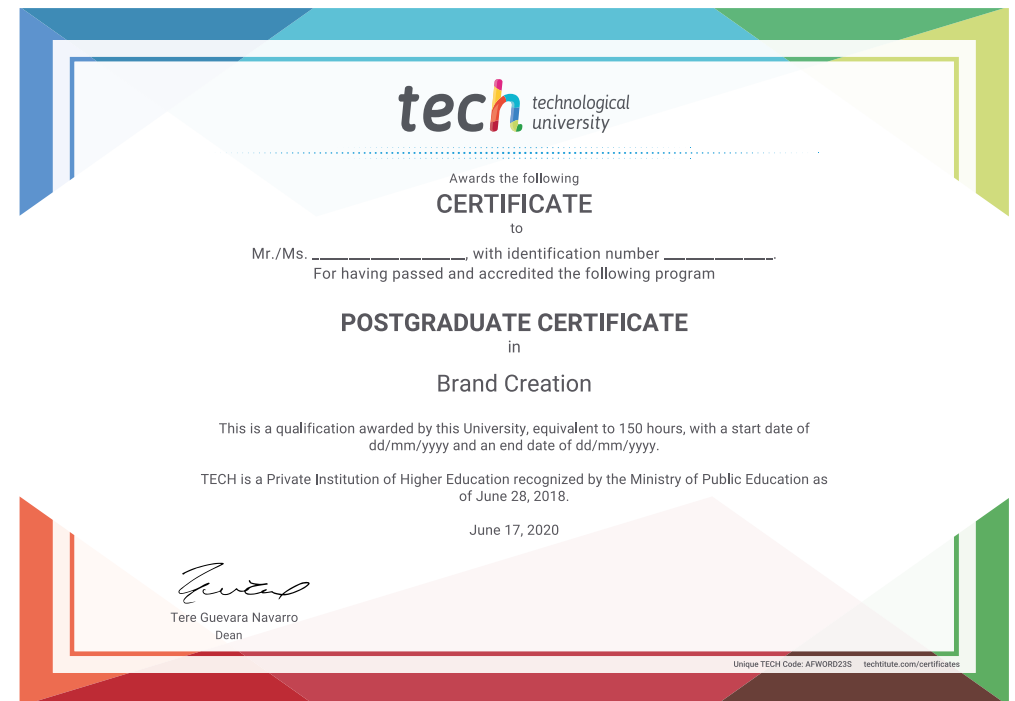 tech technological
university
Awards the following
CERTIFICATE
to
Mr./Ms. ___________________, with identification number ______________.
For having passed and accredited the following program
POSTGRADUATE CERTIFICATE
in
Brand Creation
This is a qualification awarded by this University, equivalent to 150 hours, with a start date of
dd/mm/yyyy and an end date of dd/mm/yyyy.
TECH is a Private Institution of Higher Education recognized by the Ministry of Public Education as
of June 28, 2018.
June 17, 2020
Tere Guevara Navarro
Dean
Unique TECH Code: AFWORD23S techtitute.com/certificates